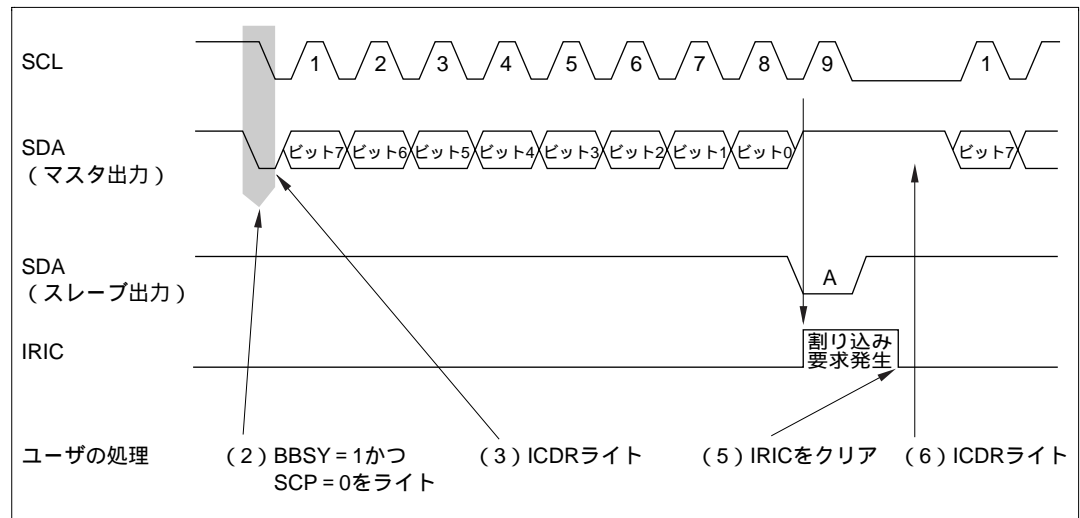 SCL
1 2 3 4 5 6 7 8 9 1
SDA
（マスタ出力）
ビット7 ビット6 ビット5 ビット4 ビット3 ビット2 ビット1 ビット0 ビット7
SDA
（スレーブ出力）
A
IRIC
割り込み
要求発生
ユーザの処理
（2）BBSY = 1かつ
SCP = 0をライト
（3）ICDRライト
（5）IRICをクリア
（6）ICDRライト